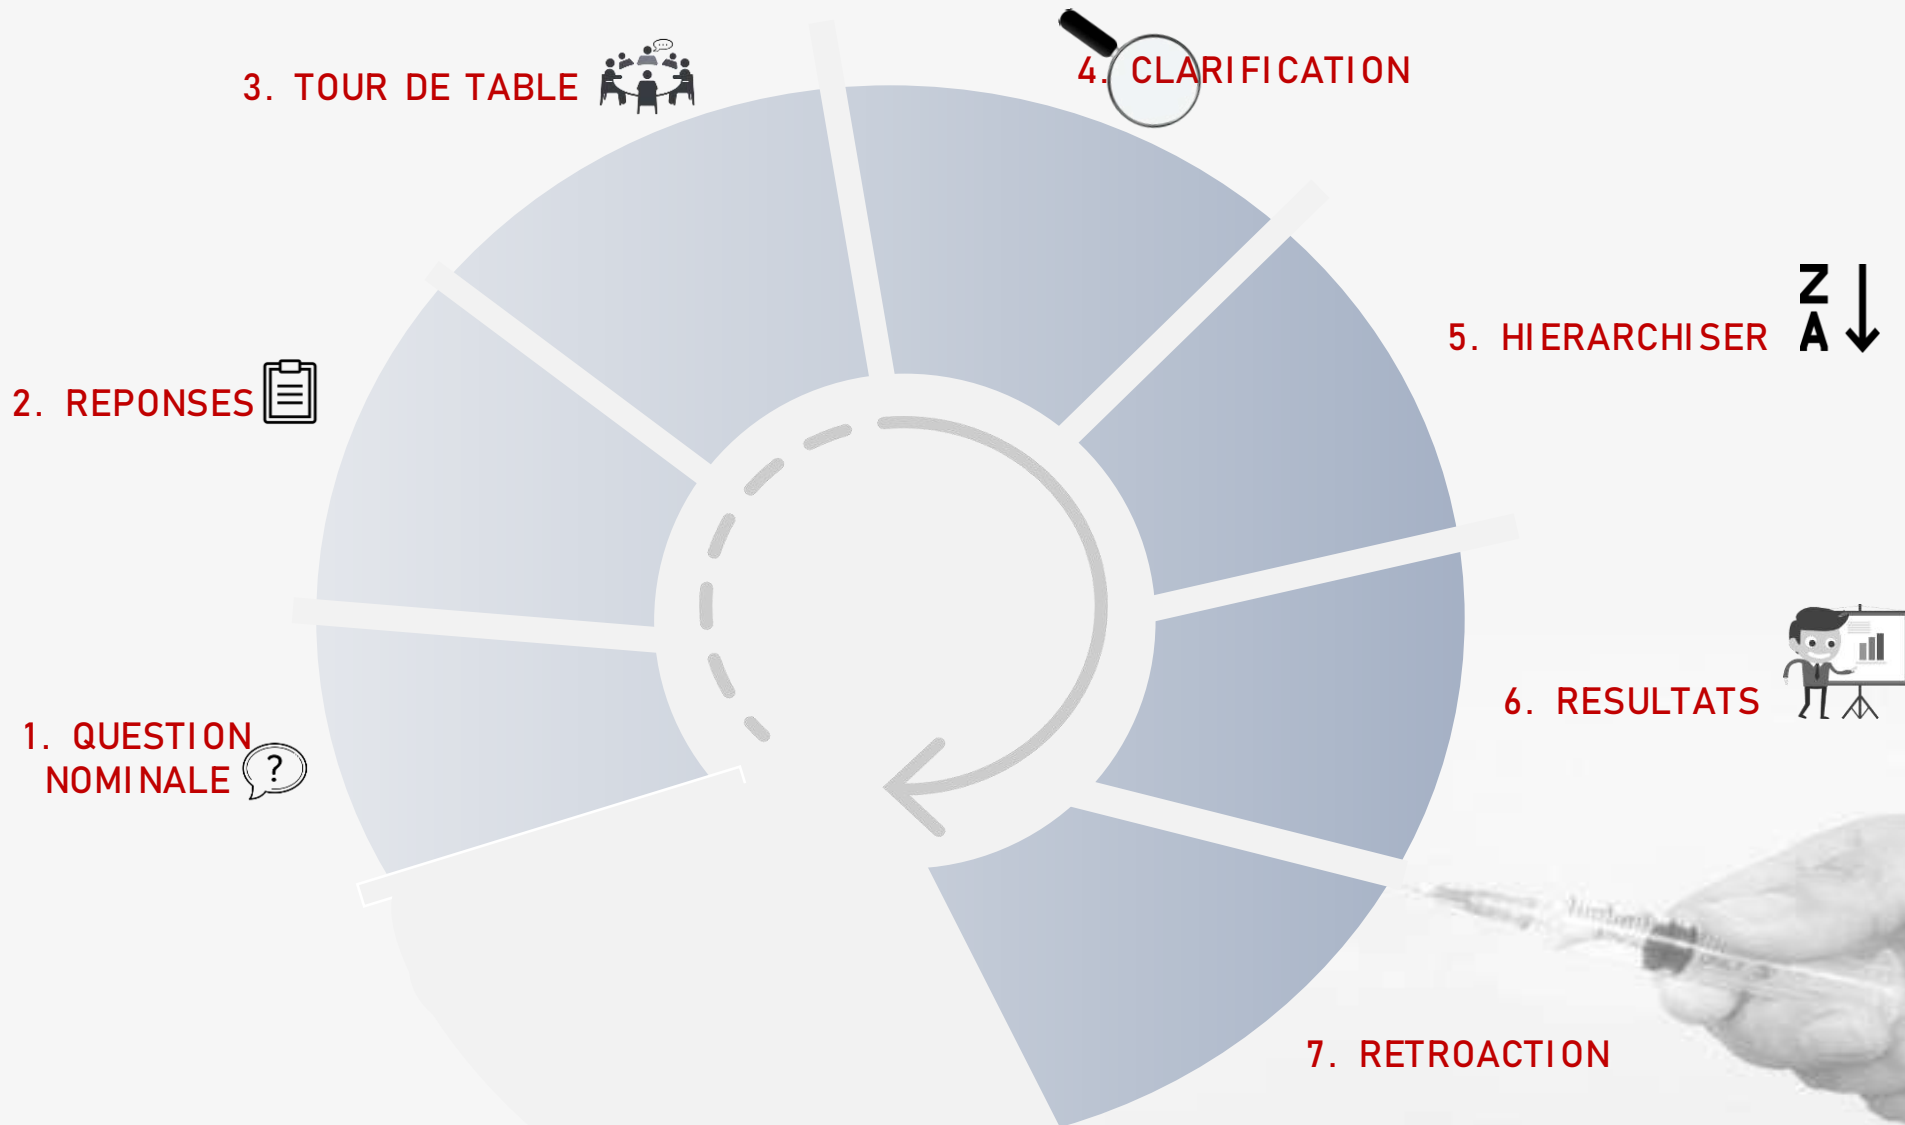 3. TOUR DE TABLE
4. CLARIFICATION
Z
A
5. HIERARCHISER
2. REPONSES
6. RESULTATS
1. QUESTION
NOMINALE
?
7. RETROACTION